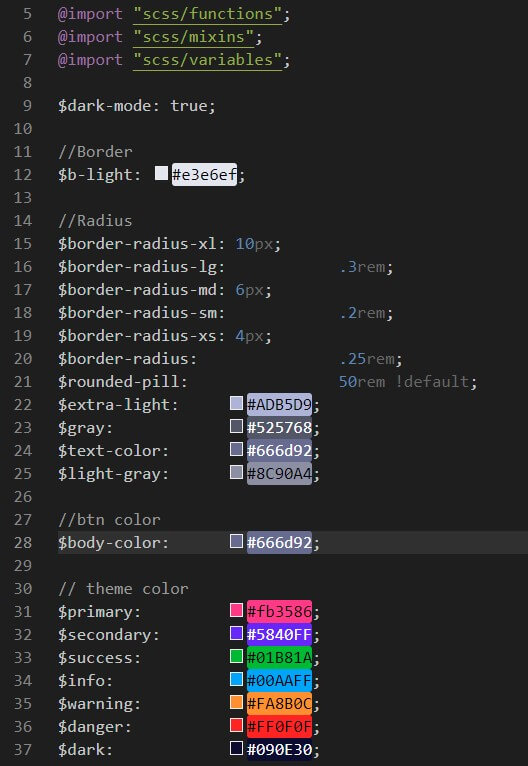 5 @import "scss/functions";
6 @import "scss/mixins";
7 @import "scss/variables";
8
9 $dark-mode: true;
10
11 //Border
12 $b-light: #e3e6ef;
13
14 //Radius
15 $border-radius-xl: 10px;
16 $border-radius-lg: .3rem;
17 $border-radius-md: 6px;
18 $border-radius-sm: .2rem;
19 $border-radius-xs: 4px;
20 $border-radius: .25rem;
21 $rounded-pill: 50rem !default;
22 $extra-light: #ADB5D9;
23 $gray: #525768;
24 $text-color: #666d92;
25 $light-gray: #8C90A4;
26
27 //btn color
28 $body-color: #666d92;
29
30 // theme color
31 $primary: #fb3586;
32 $secondary: #5840FF;
33 $success: #01B81A;
34 $info: #00AAFF;
35 $warning: #FA8B0C;
36 $danger: #FF0F0F;
37 $dark: #090E30;